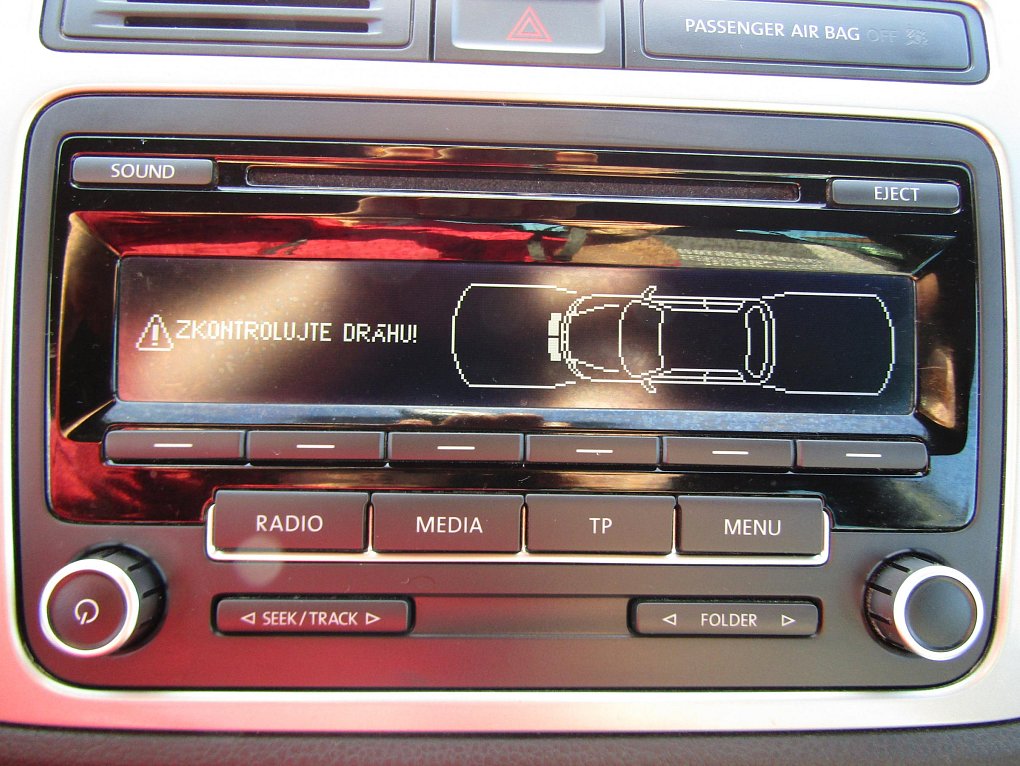 PASSENGER AIR BAG OFF
SOUND
EJECT
ZKONTROLUJTE DRÁHU!
RADIO
MEDIA
TP
MENU
SEEK/TRACK
FOLDER